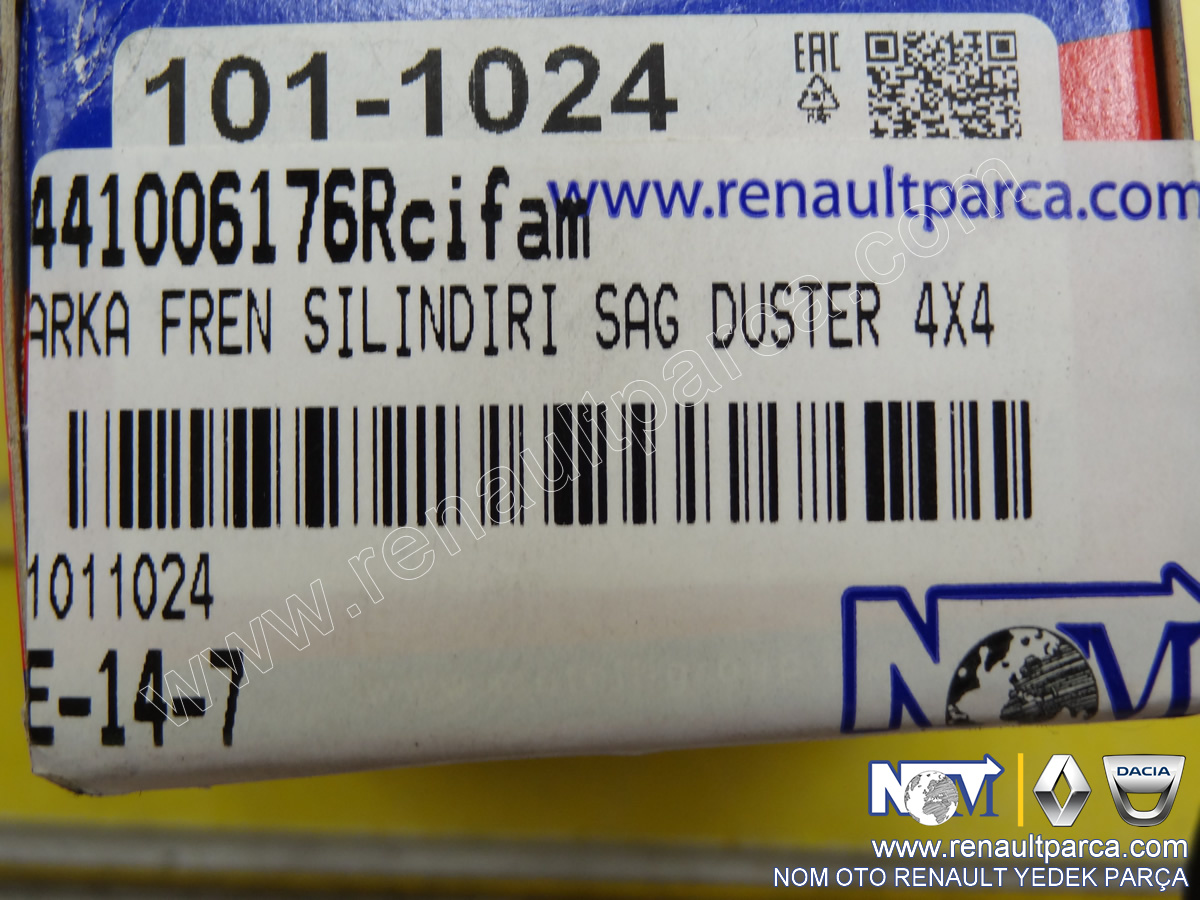 101-1024
EAC
441006176Rcifam
www.renaultparca.com
ARKA FREN SILINDIRI SAG DUSTER 4X4
www.renaultparca.com
1011024
E-14-7
NOM
NOM
DACIA
www.renaultparca.com
NOM OTO RENAULT YEDEK PARÇA